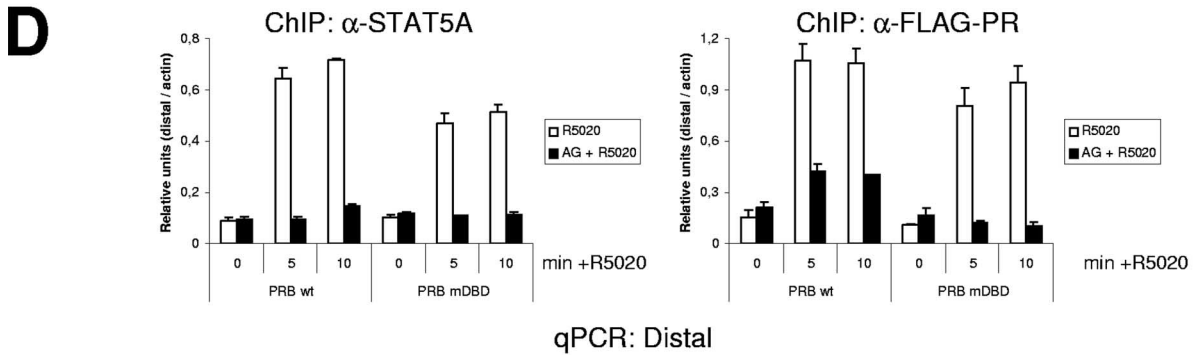 D
ChIP: α-STAT5A
Relative units (distal / actin)
0,8
0,6
0,4
0,2
0
0 5 10 0 5 10 min +R5020
PRB wt PRB mDBD
R5020
AG + R5020
ChIP: α-FLAG-PR
Relative units (distal / actin)
1,2
0,9
0,6
0,3
0
0 5 10 0 5 10 min +R5020
PRB wt PRB mDBD
R5020
AG + R5020
qPCR: Distal